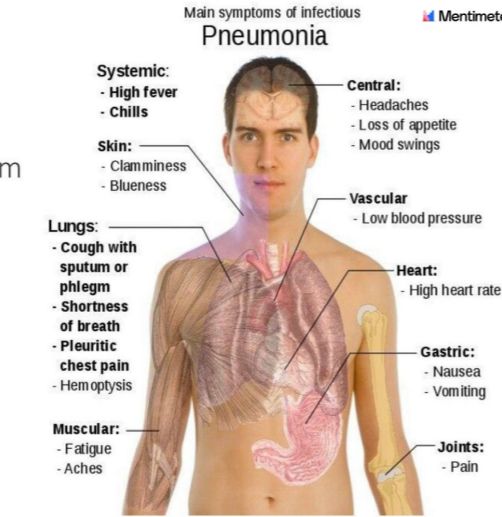 Main symptoms of infectious
Mentimete
Pneumonia
Systemic:
- High fever
- Chills
Skin:
- Clamminess
- Blueness
m
Lungs:
- Cough with
sputum or
phlegm
- Shortness
of breath
- Pleuritic
chest pain
- Hemoptysis
Muscular:
- Fatigue
- Aches
Central:
- Headaches
- Loss of appetite
- Mood swings
Vascular
- Low blood pressure
Heart:
- High heart rate
Gastric:
- Nausea
- Vomiting
Joints:
- Pain